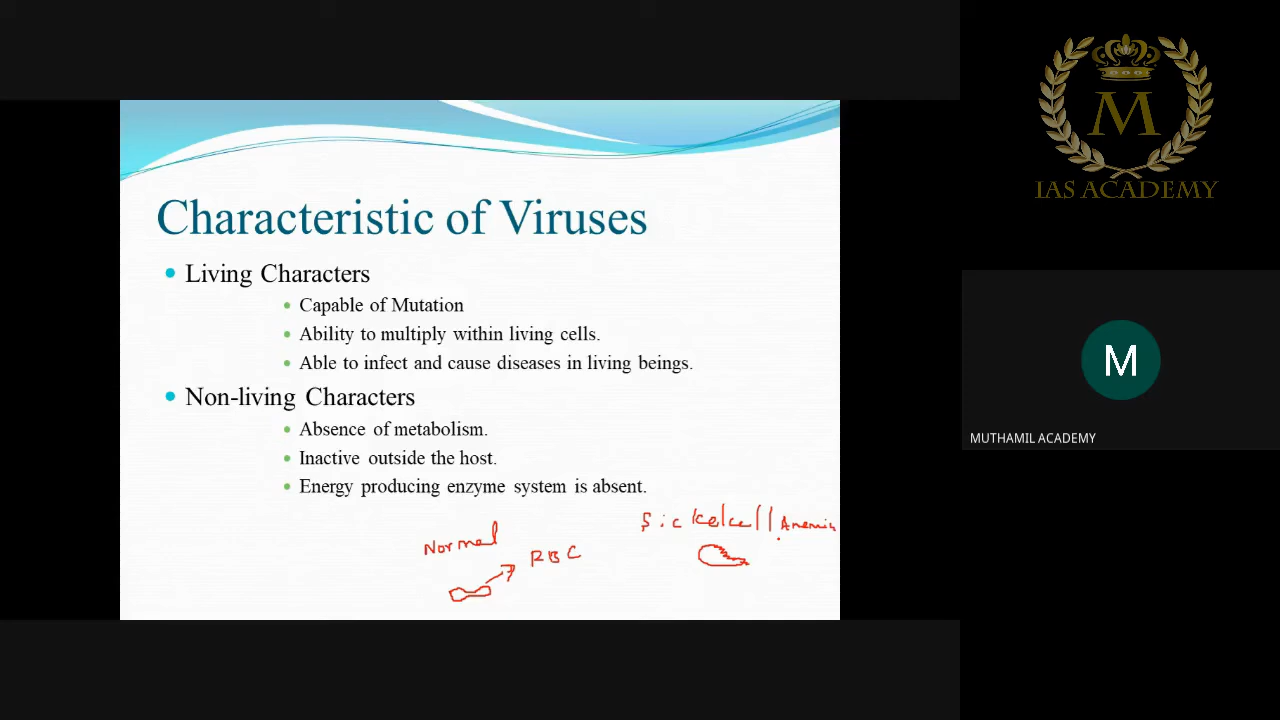 Characteristic of Viruses
Living Characters
Capable of Mutation
Ability to multiply within living cells.
Able to infect and cause diseases in living beings.
Non-living Characters
Absence of metabolism.
Inactive outside the host.
Energy producing enzyme system is absent.
Normal
RBC
Sickelcell Anemia
M
IAS ACADEMY
M
MUTHAMIL ACADEMY